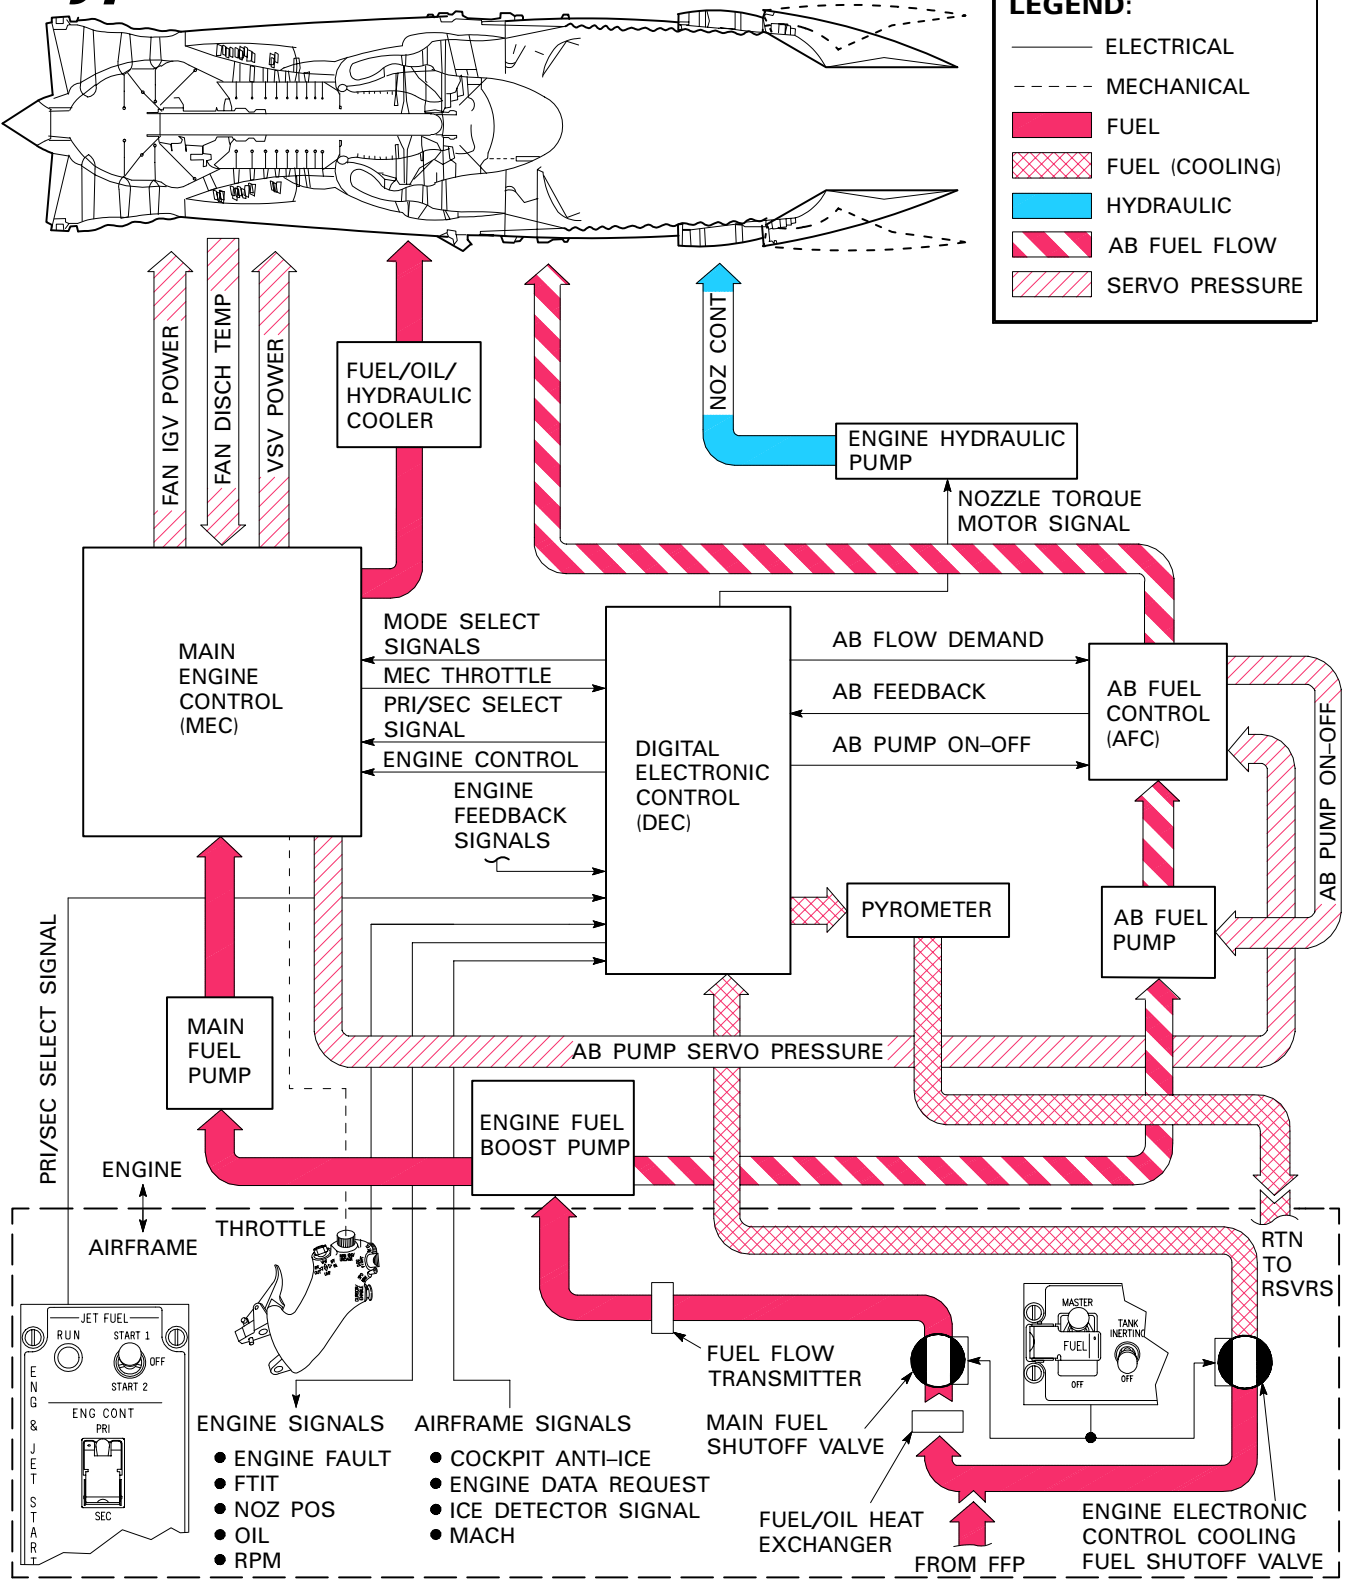 LEGEND:
ELECTRICAL
MECHANICAL
FUEL
FUEL (COOLING)
HYDRAULIC
AB FUEL FLOW
SERVO PRESSURE
FAN IGV POWER
FAN DISCH TEMP
VSV POWER
FUEL/OIL/
HYDRAULIC
COOLER
NOZ CONT
ENGINE HYDRAULIC
PUMP
NOZZLE TORQUE
MOTOR SIGNAL
MAIN
ENGINE
CONTROL
(MEC)
MODE SELECT
SIGNALS
MEC THROTTLE
PRI/SEC SELECT
SIGNAL
ENGINE CONTROL
ENGINE
FEEDBACK
SIGNALS
DIGITAL
ELECTRONIC
CONTROL
(DEC)
AB FLOW DEMAND
AB FEEDBACK
AB PUMP ON–OFF
AB FUEL
CONTROL
(AFC)
AB PUMP ON–OFF
PYROMETER
AB FUEL
PUMP
PRI/SEC SELECT SIGNAL
MAIN
FUEL
PUMP
AB PUMP SERVO PRESSURE
ENGINE FUEL
BOOST PUMP
ENGINE
AIRFRAME
THROTTLE
RTN
TO
RSVRS
JET FUEL
RUN
START 1
OFF
START 2
ENG CONT
PRI
SEC
ENG & JET START
MASTER
FUEL
OFF
TANK
INERTING
OFF
FUEL FLOW
TRANSMITTER
MAIN FUEL
SHUTOFF VALVE
ENGINE SIGNALS
● ENGINE FAULT
● FTIT
● NOZ POS
● OIL
● RPM
AIRFRAME SIGNALS
● COCKPIT ANTI–ICE
● ENGINE DATA REQUEST
● ICE DETECTOR SIGNAL
● MACH
FUEL/OIL HEAT
EXCHANGER
FROM FFP
ENGINE ELECTRONIC
CONTROL COOLING
FUEL SHUTOFF VALVE